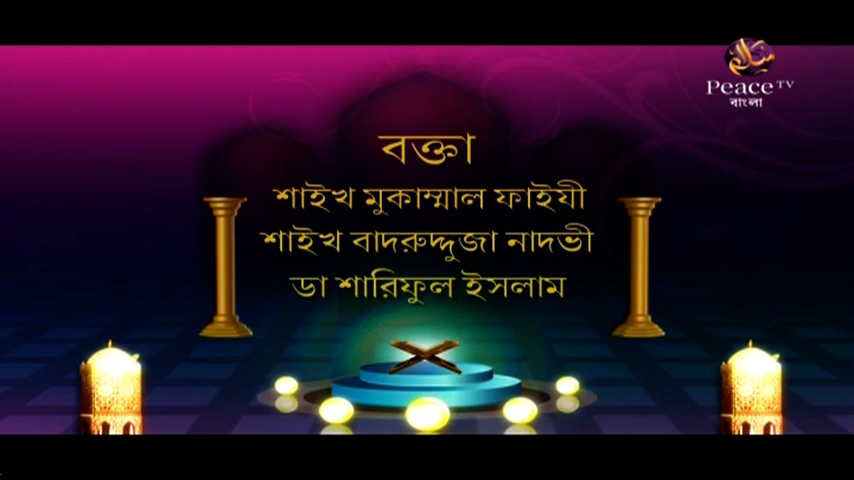 Peace TV
বাংলা
বক্তা
শাইখ মুকাম্মাল ফাইযী
শাইখ বাদরুদ্দুজা নাদভী
ডা শারিফুল ইসলাম